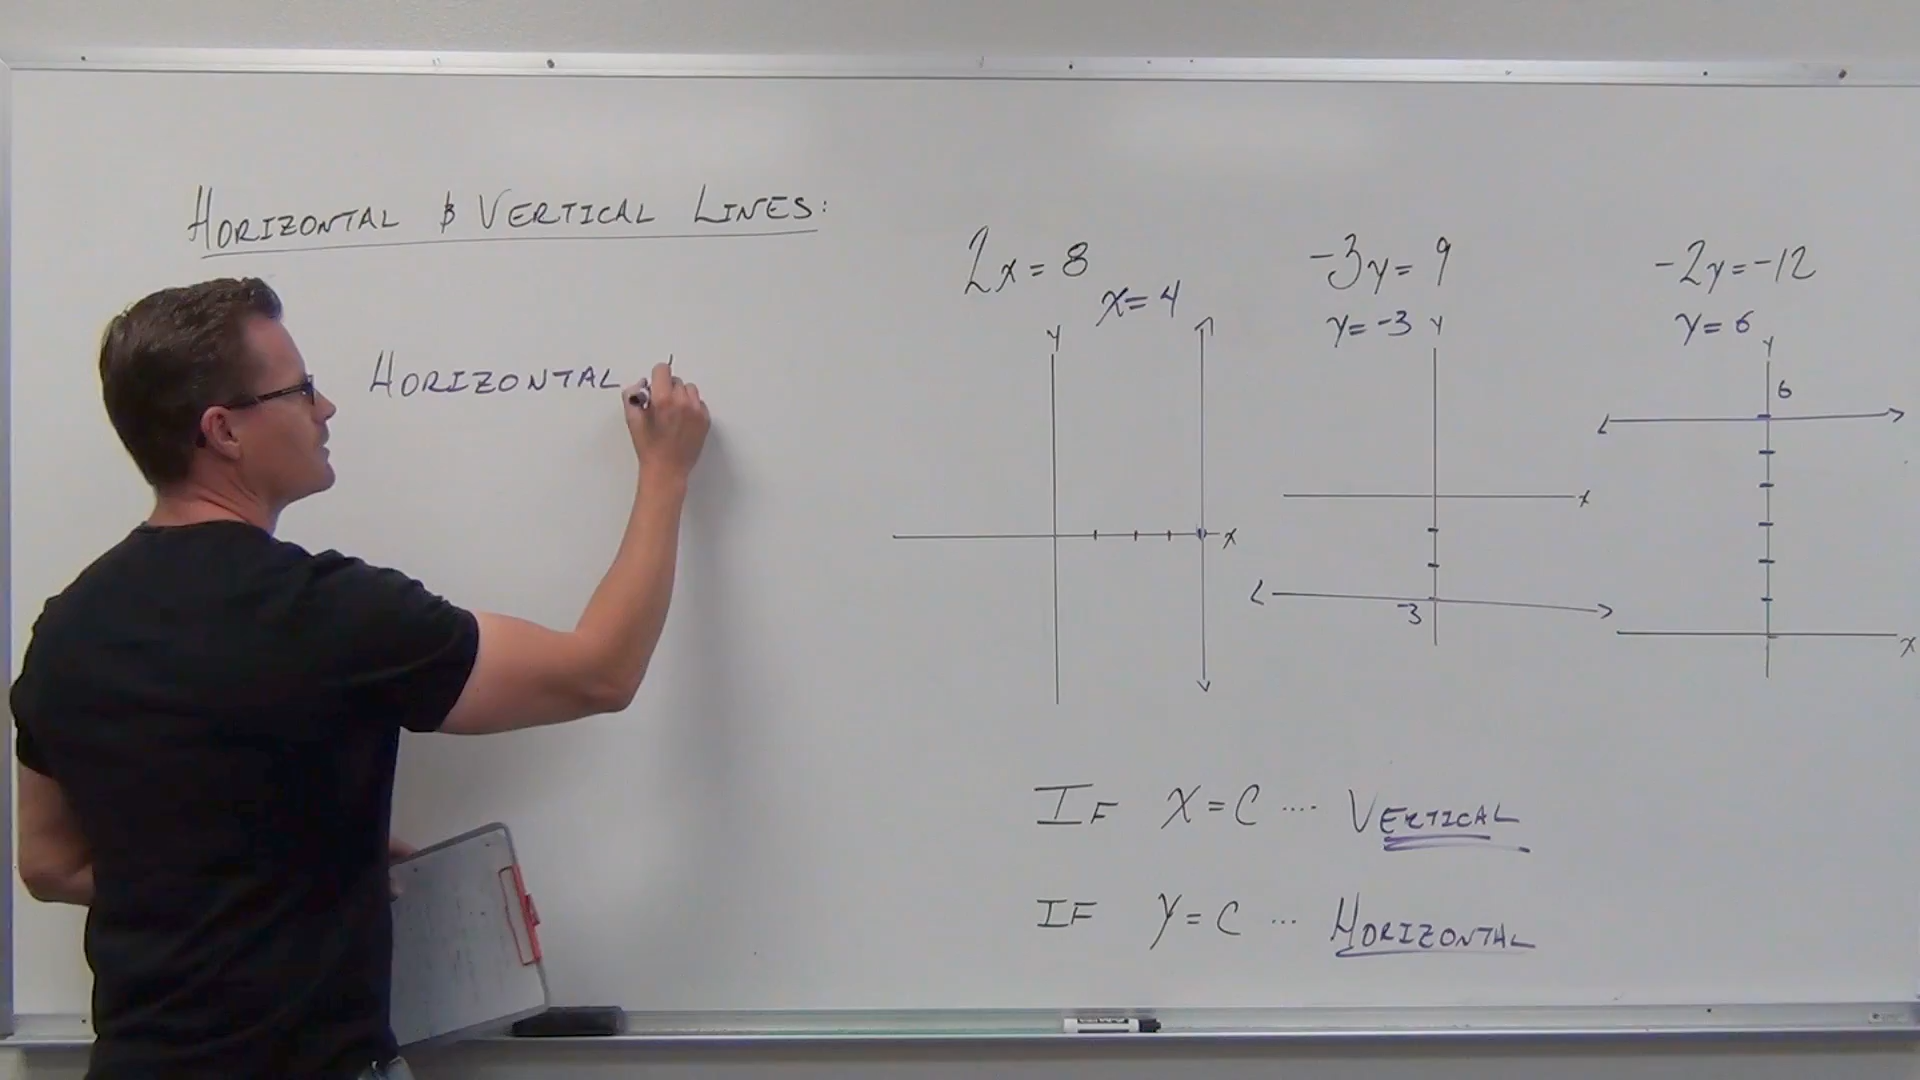 HORIZONTAL & VERTICAL LINES:
HORIZONTAL
2x = 8
x = 4
y
x
-3y = 9
y = -3
y
x
-3
-2y = -12
y = 6
y
6
x
IF X = C .... VERTICAL
IF Y = C ... HORIZONTAL